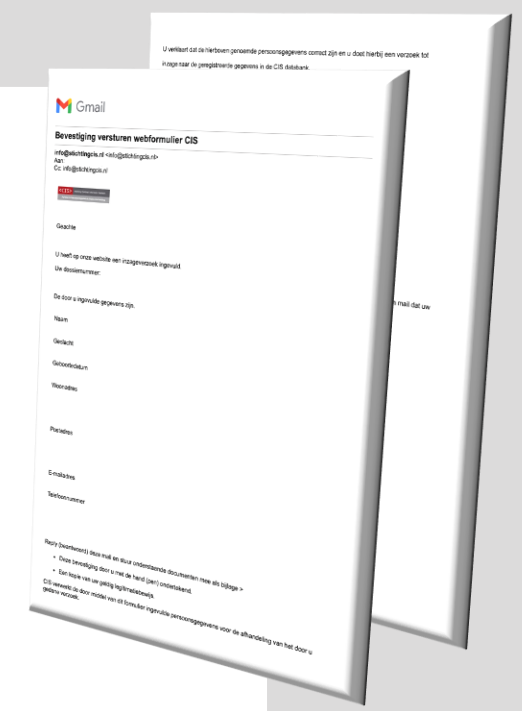 U verklaart dat de hierboven genoemde persoonsgegevens correct zijn en u doet hierbij een verzoek tot
inzage naar de geregistreerde gegevens in de CIS databank.
n mail dat uw
Gmail
Bevestiging versturen webformulier CIS
info@stichtingcis.nl <info@stichtingcis.nl>
Aan:
Cc: info@stichtingcis.nl
Geachte
U heeft op onze website een inzageverzoek ingevuld.
Uw dossiernummer:
De door u ingevulde gegevens zijn.
Naam
Geslacht
Geboortedatum
Woonadres
Postadres
E-mailadres
Telefoonnummer
Reply (beantwoord) deze mail en stuur onderstaande documenten mee als bijlage >
• Deze bevestiging door u met de hand (pen) ondertekend.
• Een kopie van uw geldig legitimatiebewijs.
CIS verwerkt de door middel van dit formulier ingevulde persoonsgegevens voor de afhandeling van het door u
gedane verzoek.